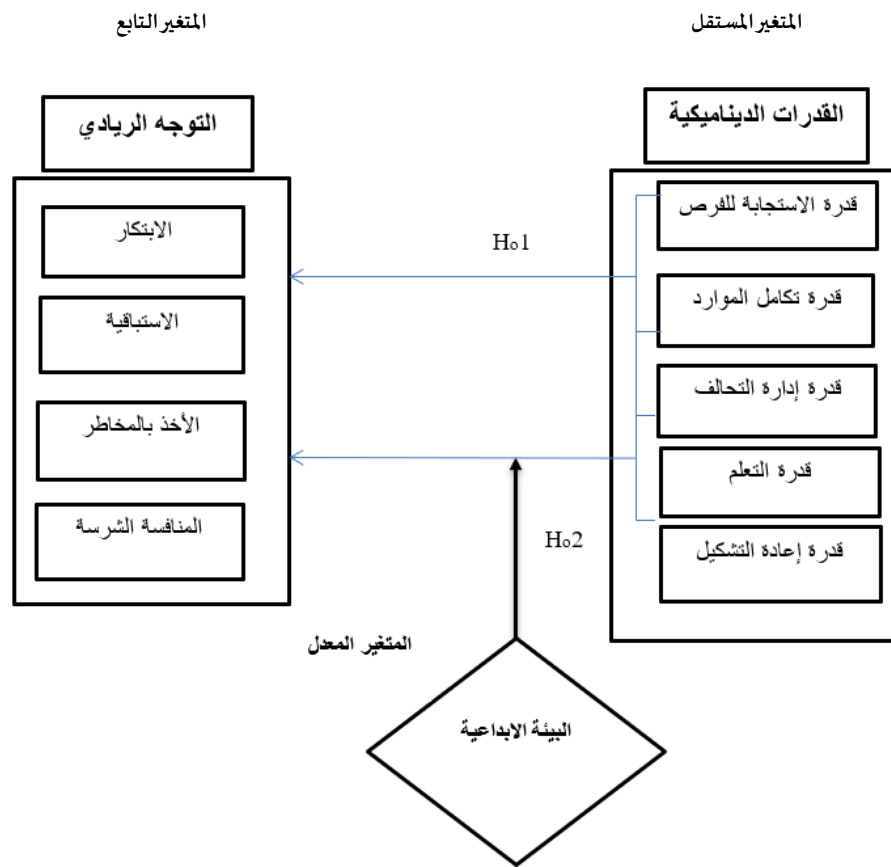 المتغير المستقل
المتغير التابع
القدرات الديناميكية
التوجه الريادي
قدرة الاستجابة للفرص
قدرة تكامل الموارد
قدرة إدارة التحالف
قدرة التعلم
قدرة إعادة التشكيل
Ho1
الابتكار
الاستباقية
الأخذ بالمخاطر
المنافسة الشرسة
Ho2
المتغير المعدل
البيئة الابداعية